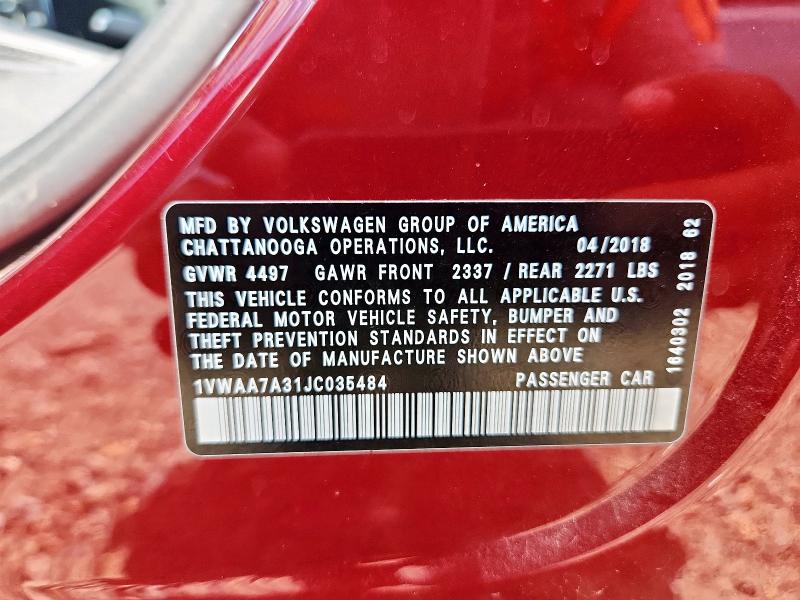 MFD BY VOLKSWAGEN GROUP OF AMERICA
CHATTANOOGA OPERATIONS, LLC. 04/2018
GVWR 4497 GAWR FRONT 2337 / REAR 2271 LBS
THIS VEHICLE CONFORMS TO ALL APPLICABLE U.S.
FEDERAL MOTOR VEHICLE SAFETY, BUMPER AND
THEFT PREVENTION STANDARDS IN EFFECT ON
THE DATE OF MANUFACTURE SHOWN ABOVE
1VWAA7A31JC035484 PASSENGER CAR
1640302 2018 62